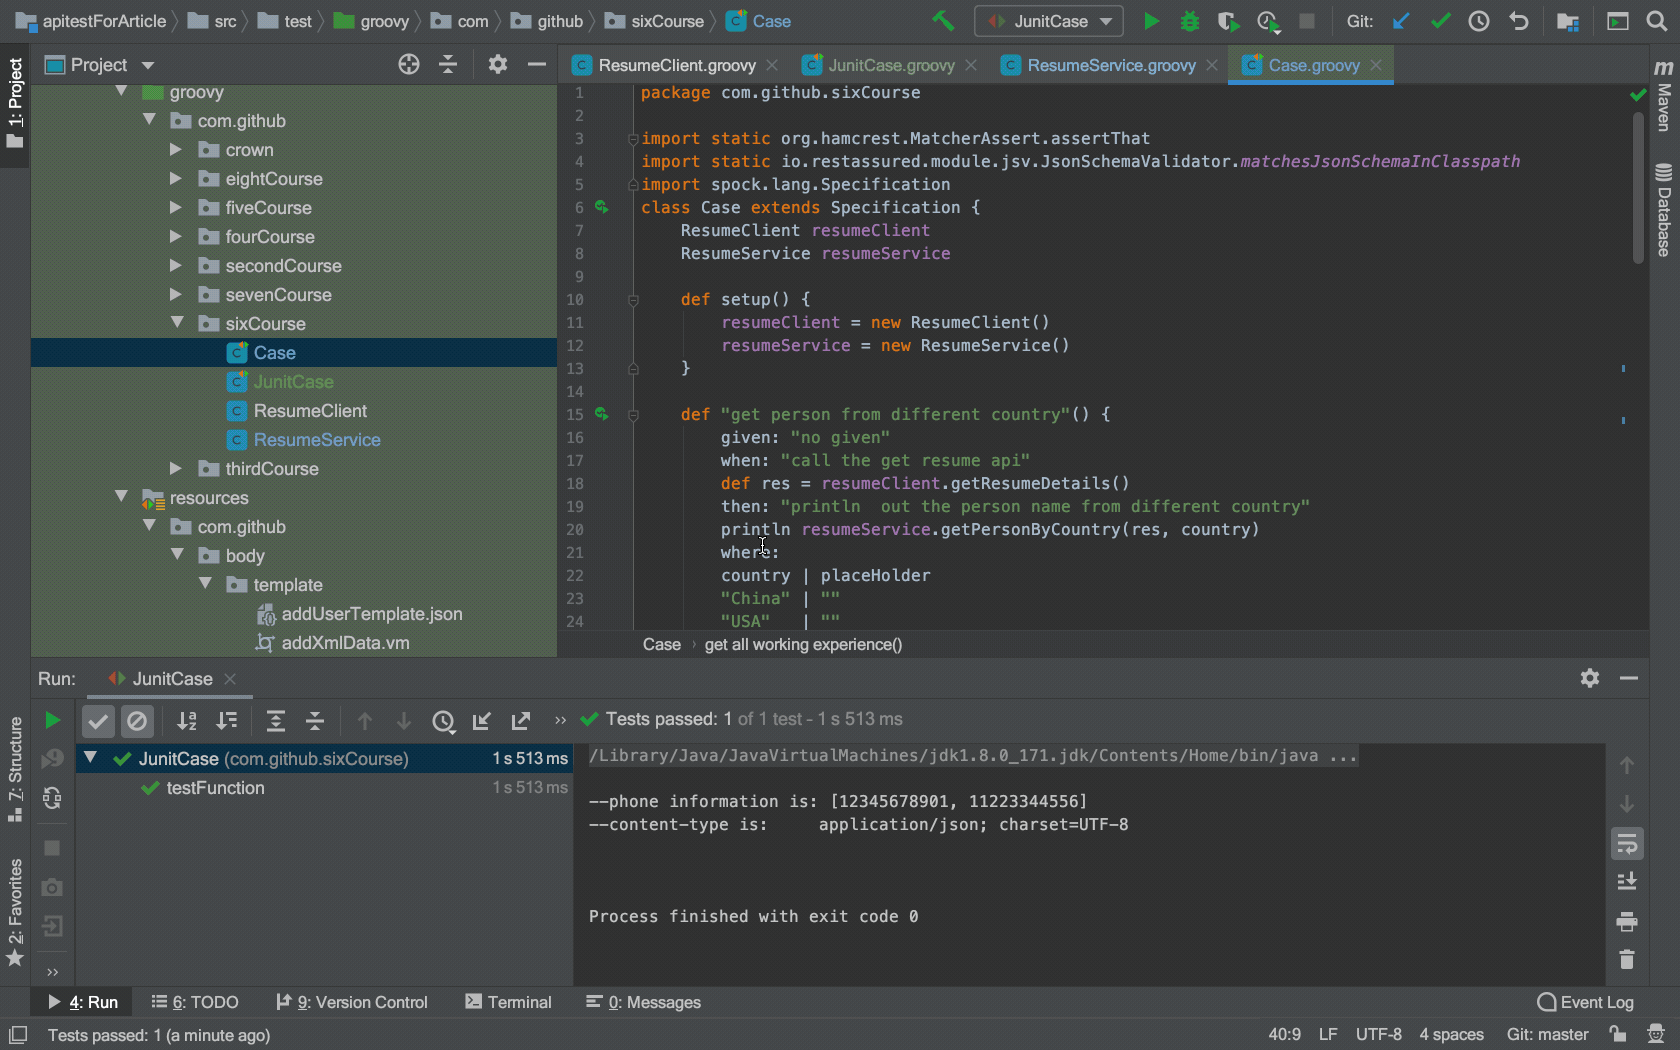 apitestForArticle src test groovy com github sixCourse Case JunitCase Git:
1: Project
Project
ResumeClient.groovy JunitCase.groovy ResumeService.groovy Case.groovy
groovy
com.github
crown
eightCourse
fiveCourse
fourCourse
secondCourse
sevenCourse
sixCourse
Case
JunitCase
ResumeClient
ResumeService
thirdCourse
resources
com.github
body
template
addUserTemplate.json
addXmlData.vm
1 package com.github.sixCourse
2
3 import static org.hamcrest.MatcherAssert.assertThat
4 import static io.restassured.module.jsv.JsonSchemaValidator.matchesJsonSchemaInClasspath
5 import spock.lang.Specification
6 class Case extends Specification {
7 ResumeClient resumeClient
8 ResumeService resumeService
9
10 def setup() {
11 resumeClient = new ResumeClient()
12 resumeService = new ResumeService()
13 }
14
15 def "get person from different country"() {
16 given: "no given"
17 when: "call the get resume api"
18 def res = resumeClient.getResumeDetails()
19 then: "println  out the person name from different country"
20 println resumeService.getPersonByCountry(res, country)
21 where:
22 country | placeHolder
23 "China" | ""
24 "USA"   | ""
Case › get all working experience()
m Maven
Database
Run: JunitCase
» Tests passed: 1 of 1 test - 1 s 513 ms
JunitCase (com.github.sixCourse) 1 s 513 ms
testFunction 1 s 513 ms
/Library/Java/JavaVirtualMachines/jdk1.8.0_171.jdk/Contents/Home/bin/java ...
--phone information is: [12345678901, 11223344556]
--content-type is:     application/json; charset=UTF-8
Process finished with exit code 0
7: Structure
2: Favorites
»
4: Run 6: TODO 9: Version Control Terminal 0: Messages Event Log
Tests passed: 1 (a minute ago) 40:9 LF UTF-8 4 spaces Git: master